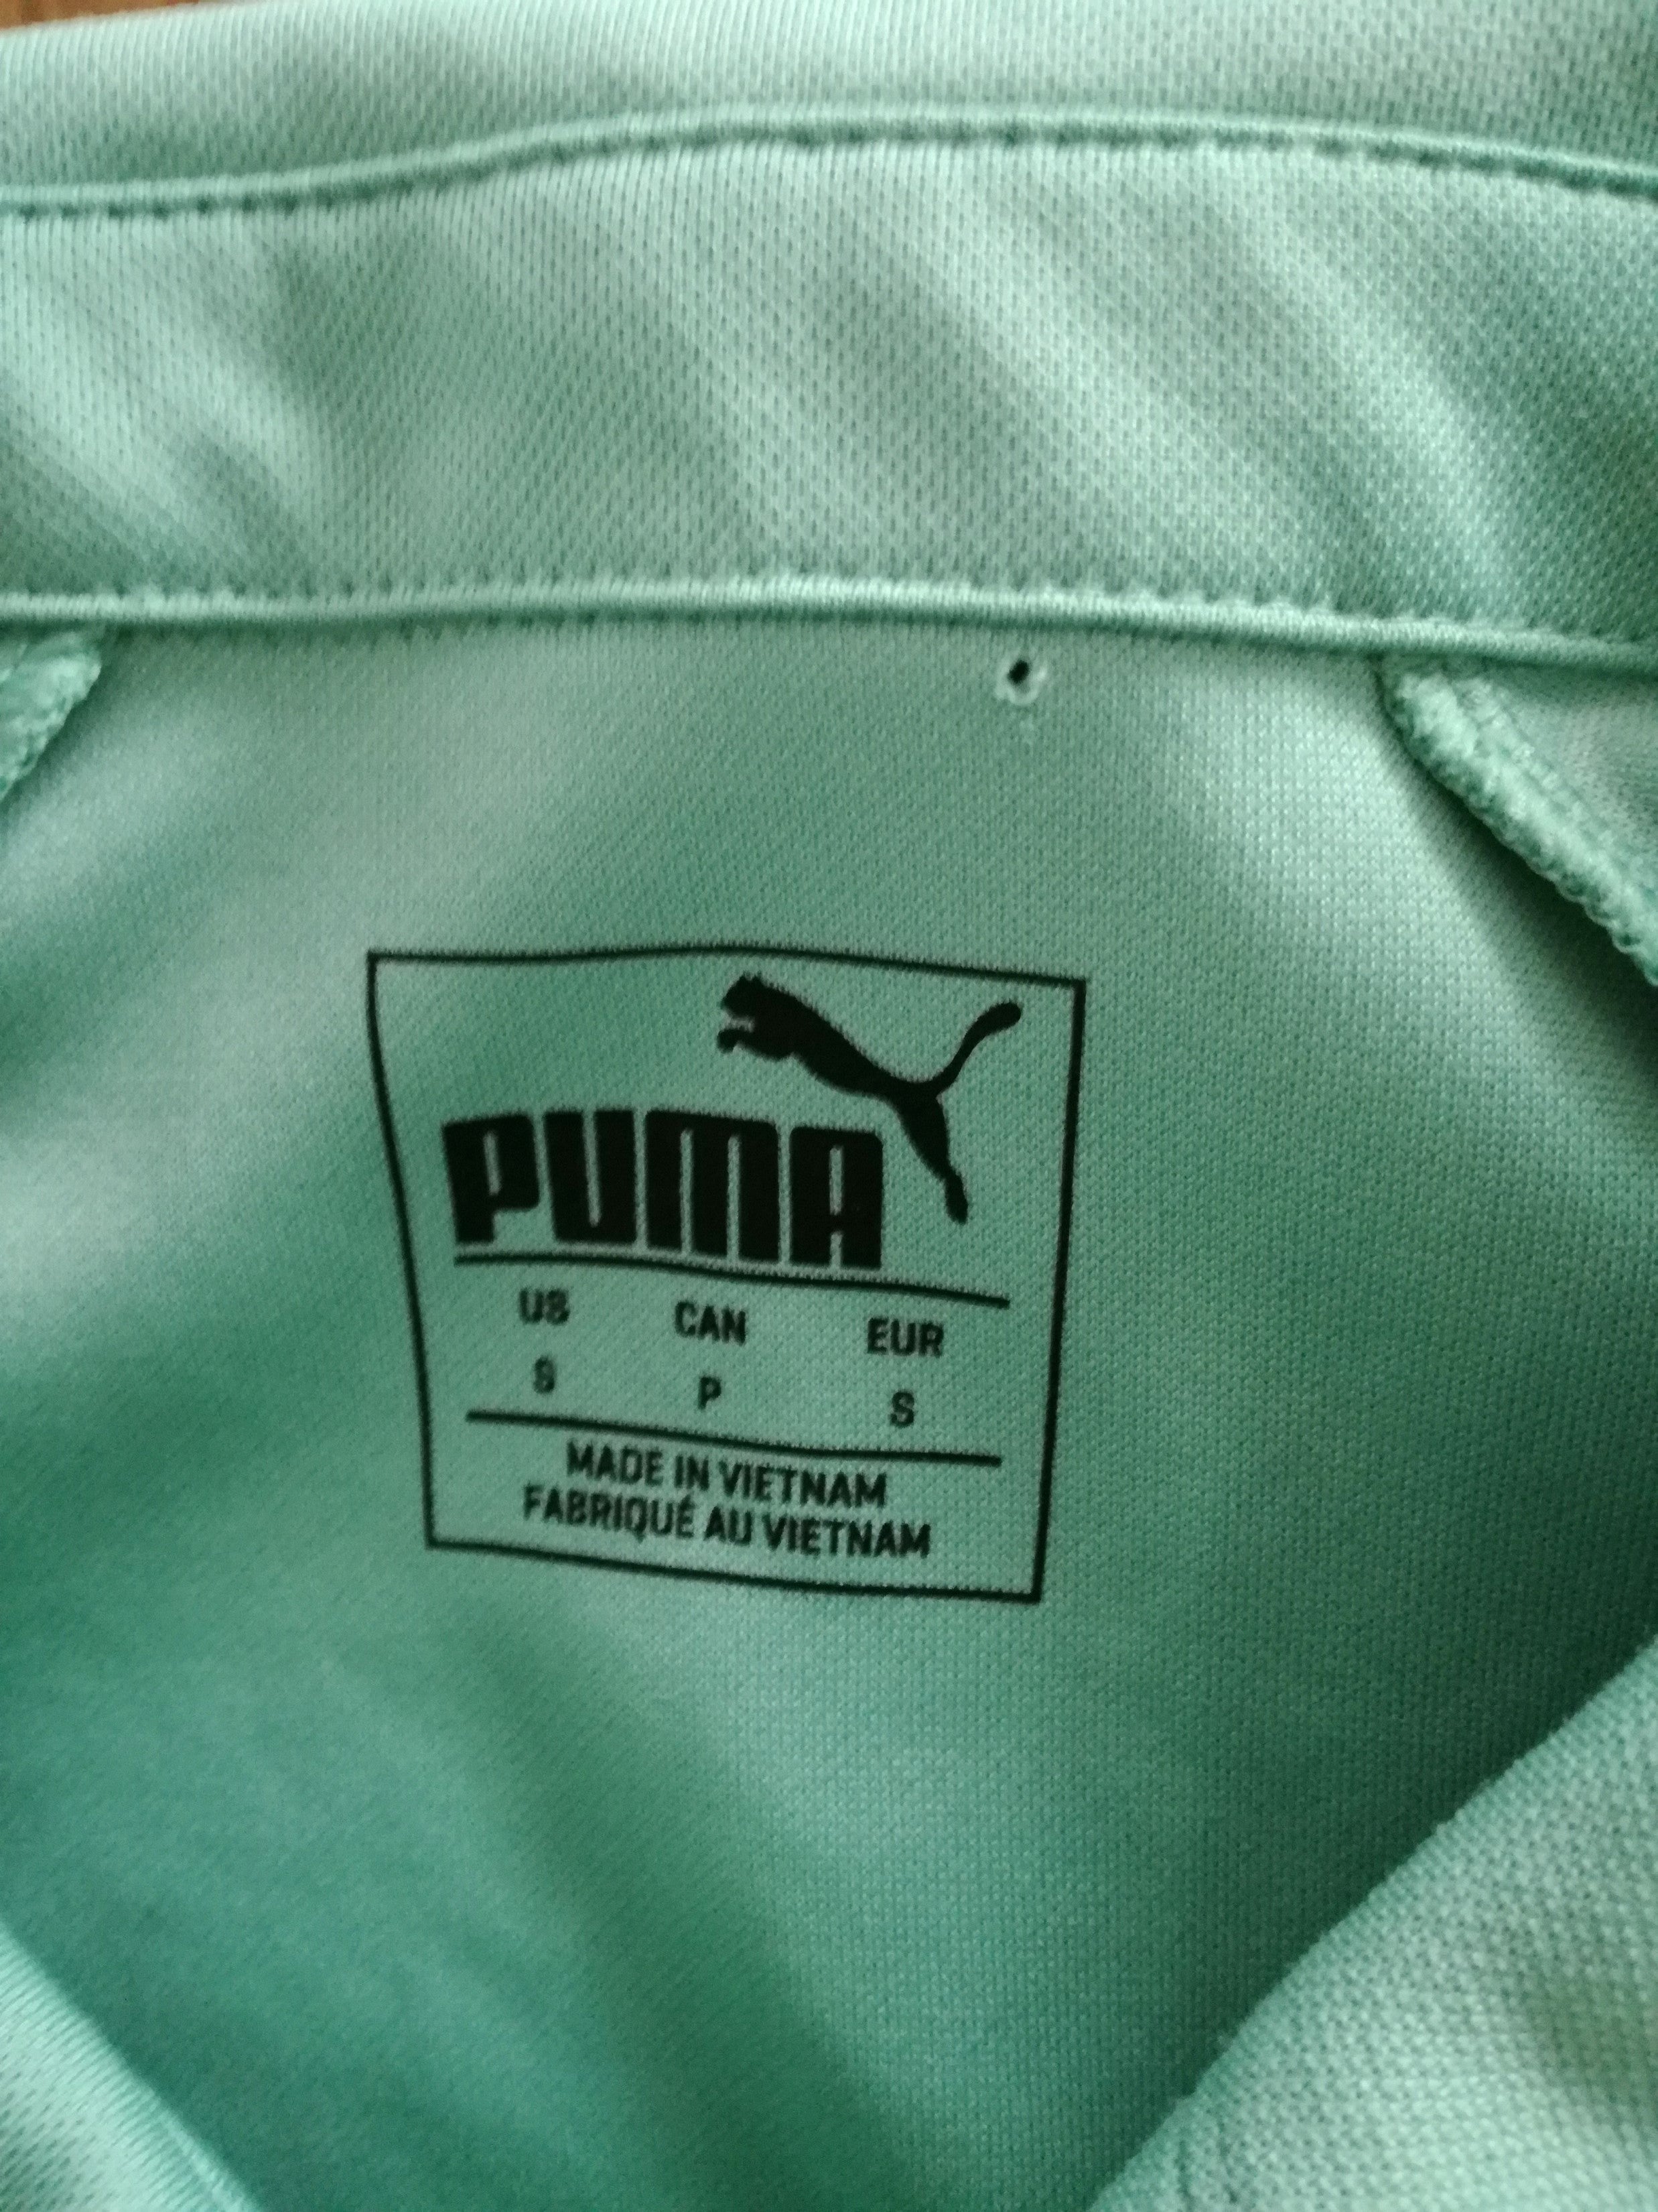 PUMA
US CAN EUR
S P S
MADE IN VIETNAM
FABRIQUÉ AU VIETNAM